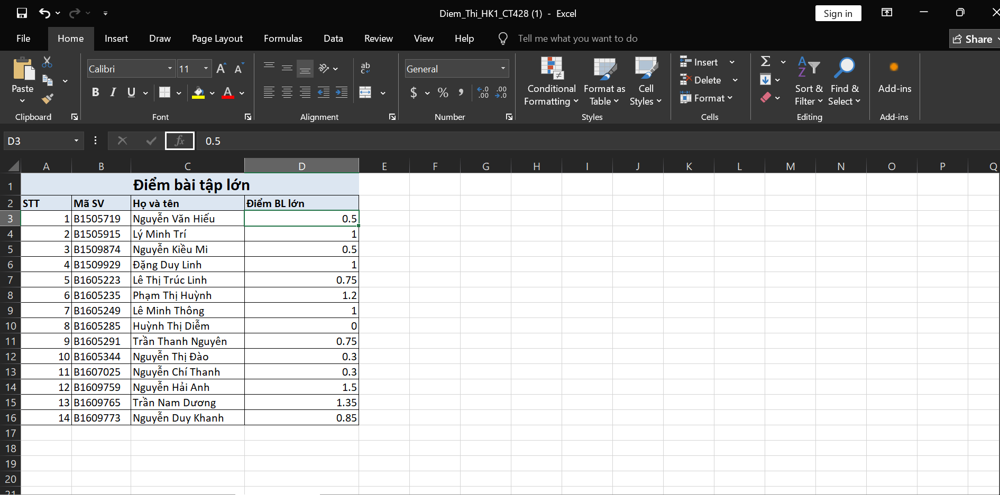 Diem_Thi_HK1_CT428 (1) - Excel
Sign in
File Home Insert Draw Page Layout Formulas Data Review View Help Tell me what you want to do Share
Paste
Clipboard
Calibri 11
A A
B I U A
Font
ab
c
Alignment
General
$ % , .0 .00 .00 .0
Number
Conditional Formatting
Format as Table
Cell Styles
Styles
Insert
Delete
Format
Cells
Σ
A Z
Sort & Filter
Find & Select
Editing
Add-ins
Add-ins
D3 fx 0.5
A B C D E F G H I J K L M N O P Q
1 Điểm bài tập lớn
2 STT Mã SV Họ và tên Điểm BL lớn
3 1 B1505719 Nguyễn Văn Hiếu 0.5
4 2 B1505915 Lý Minh Trí 1
5 3 B1509874 Nguyễn Kiều Mi 0.5
6 4 B1509929 Đặng Duy Linh 1
7 5 B1605223 Lê Thị Trúc Linh 0.75
8 6 B1605235 Phạm Thị Huỳnh 1.2
9 7 B1605249 Lê Minh Thông 1
10 8 B1605285 Huỳnh Thị Diễm 0
11 9 B1605291 Trần Thanh Nguyên 0.75
12 10 B1605344 Nguyễn Thị Đào 0.3
13 11 B1607025 Nguyễn Chí Thanh 0.3
14 12 B1609759 Nguyễn Hải Anh 1.5
15 13 B1609765 Trần Nam Dương 1.35
16 14 B1609773 Nguyễn Duy Khanh 0.85
17
18
19
20
21